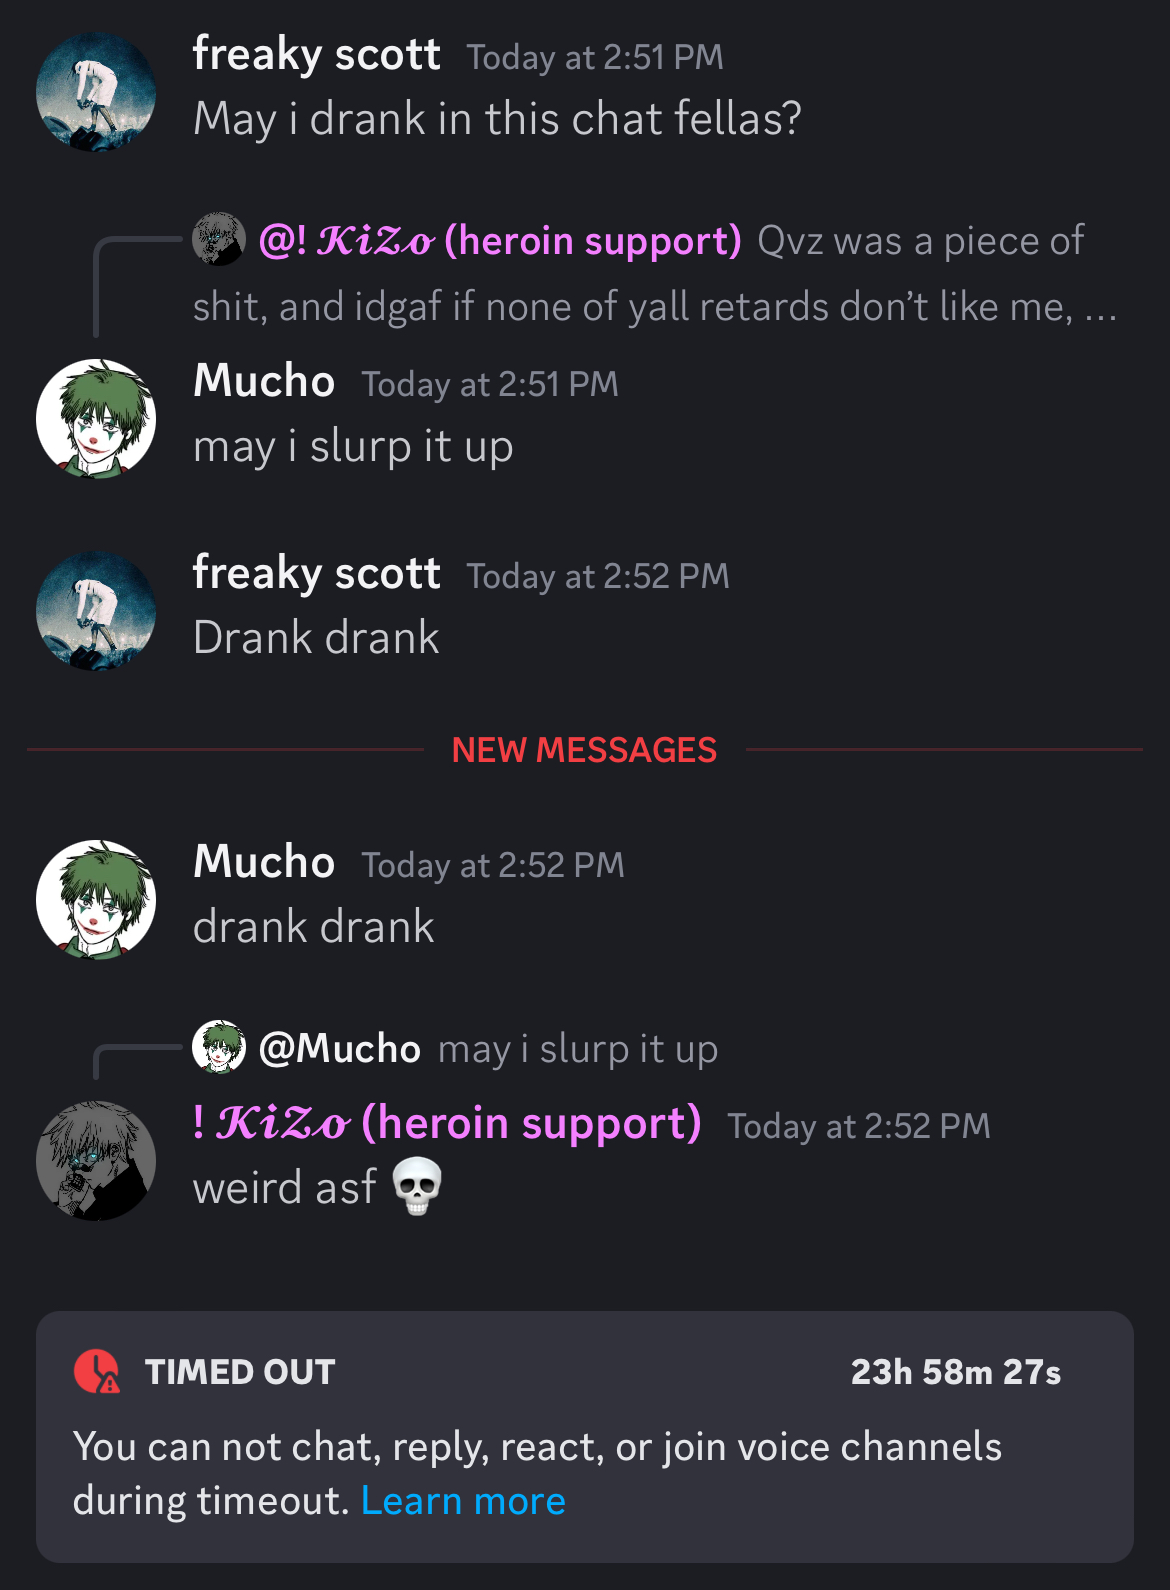 freaky scott Today at 2:51 PM
May i drank in this chat fellas?
@! 𝓚𝓲𝓩𝓸 (heroin support) Qvz was a piece of
shit, and idgaf if none of yall retards don’t like me, ...
Mucho Today at 2:51 PM
may i slurp it up
freaky scott Today at 2:52 PM
Drank drank
NEW MESSAGES
Mucho Today at 2:52 PM
drank drank
@Mucho may i slurp it up
! 𝓚𝓲𝓩𝓸 (heroin support) Today at 2:52 PM
weird asf 💀
TIMED OUT 23h 58m 27s
You can not chat, reply, react, or join voice channels
during timeout. Learn more